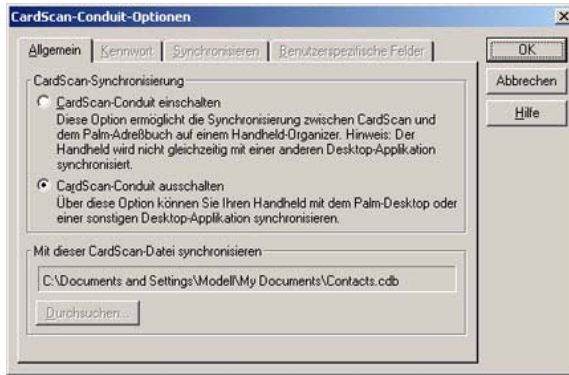 CardScan-Conduit-Optionen
Allgemein
Kennwort
Synchronisieren
Benutzerspezifische Felder
OK
Abbrechen
Hilfe
CardScan-Synchronisierung
CardScan-Conduit einschalten
Diese Option ermöglicht die Synchronisierung zwischen CardScan und
dem Palm-Adreßbuch auf einem Handheld-Organizer. Hinweis: Der
Handheld wird nicht gleichzeitig mit einer anderen Desktop-Applikation
synchronisiert.
CardScan-Conduit ausschalten
Über diese Option können Sie Ihren Handheld mit dem Palm-Desktop oder
einer sonstigen Desktop-Applikation synchronisieren.
Mit dieser CardScan-Datei synchronisieren
C:\Documents and Settings\Modell\My Documents\Contacts.cdb
Durchsuchen...